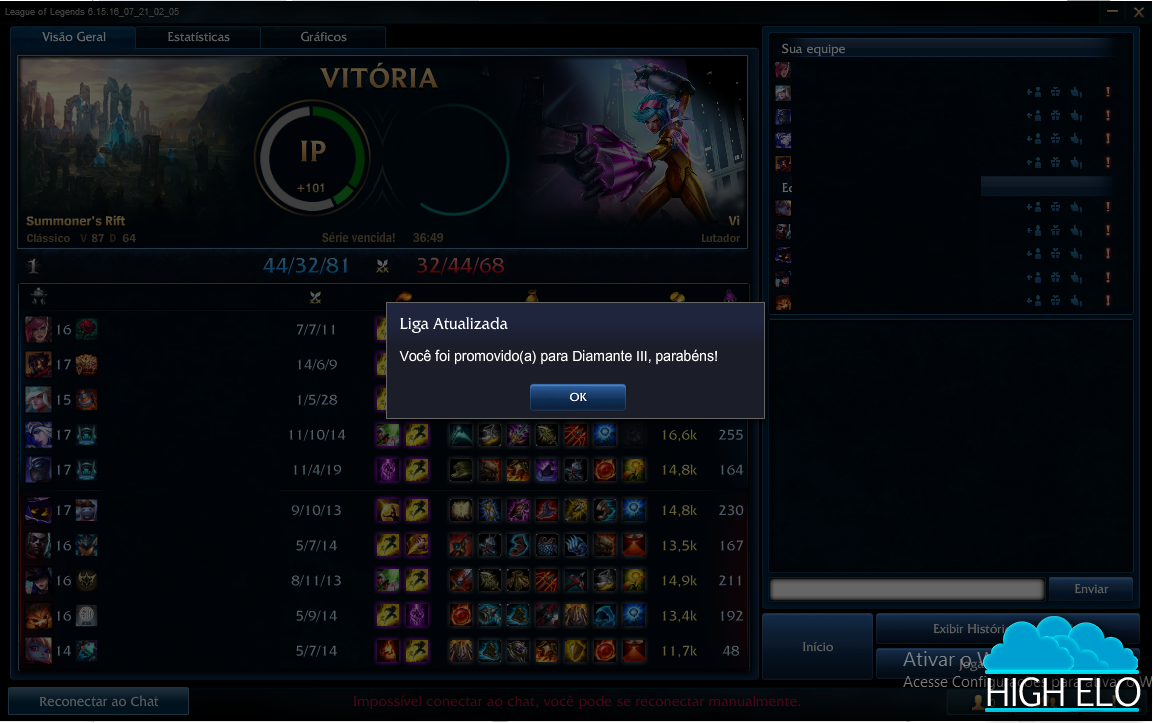 League of Legends 6.15.16_07_21_02_05
Visão Geral
Estatísticas
Gráficos
VITÓRIA
IP
+101
Summoner's Rift
Clássico V 87 D 64
Série vencida! 36:49
Vi
Lutador
1
44/32/81
32/44/68
16 7/7/11
17 14/6/9
15 1/5/28
17 11/10/14 16,6k 255
17 11/4/19 14,8k 164
17 9/10/13 14,8k 230
16 5/7/14 13,5k 167
16 8/11/13 14,9k 211
16 5/9/14 13,4k 192
14 5/7/14 11,7k 48
Liga Atualizada
Você foi promovido(a) para Diamante III, parabéns!
OK
Sua equipe
Enviar
Início
Exibir Históri
Ativar o W
Acesse Configurações para ativar o W
HIGH ELO
Reconectar ao Chat
Impossível conectar ao chat, você pode se reconectar manualmente.